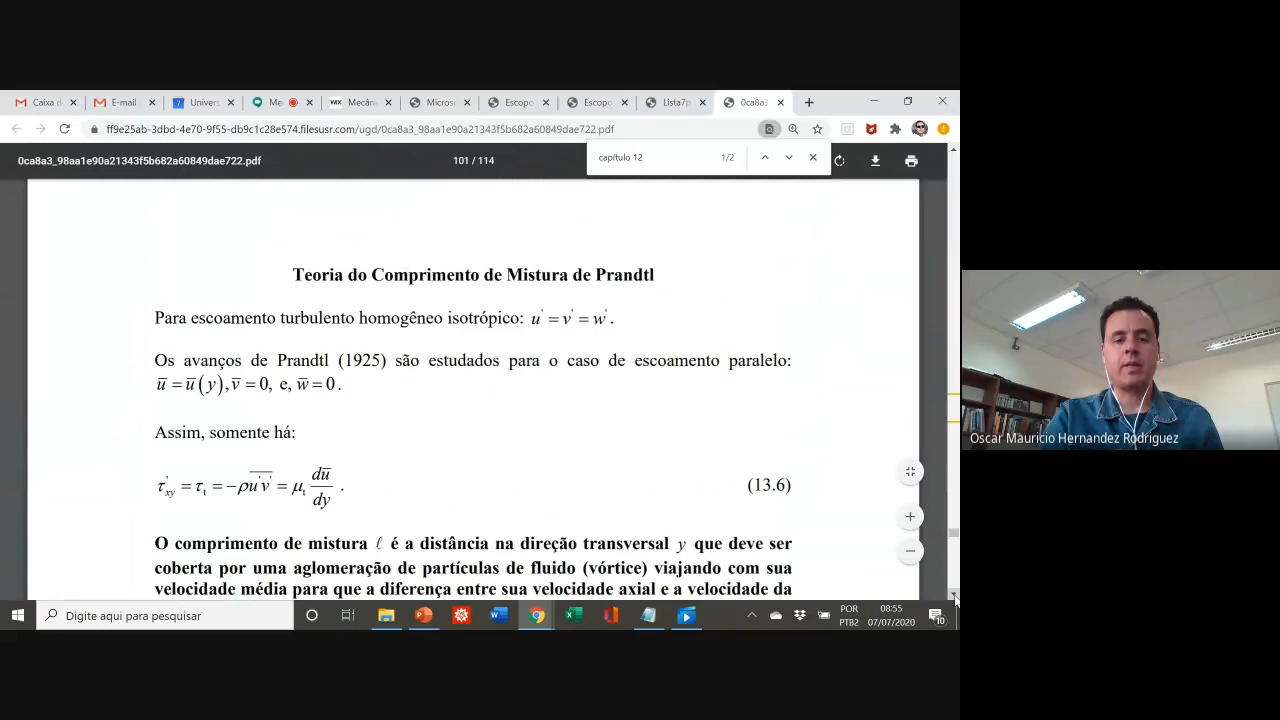 Caixa d
E-mail
Univers
Me
Mecân
Micros
Escopo
Escopo
Lista7p
0ca8a3
ff9e25ab-3dbd-4e70-9f55-db9c1c28e574.filesusr.com/ugd/0ca8a3_98aa1e90a21343f5b682a60849dae722.pdf
0ca8a3_98aa1e90a21343f5b682a60849dae722.pdf
101 / 114
capítulo 12
1/2
Teoria do Comprimento de Mistura de Prandtl
Para escoamento turbulento homogêneo isotrópico: u' = v' = w'.
Os avanços de Prandtl (1925) são estudados para o caso de escoamento paralelo:
u̅ = u̅(y), v̅ = 0, e, w̅ = 0.
Assim, somente há:
τ'xy = τt = −ρu̅'v̅' = μt du̅/dy . (13.6)
O comprimento de mistura ℓ é a distância na direção transversal y que deve ser
coberta por uma aglomeração de partículas de fluido (vórtice) viajando com sua
velocidade média para que a diferença entre sua velocidade axial e a velocidade da
Oscar Mauricio Hernandez Rodriguez
Digite aqui para pesquisar
POR
PTB2
08:55
07/07/2020
10